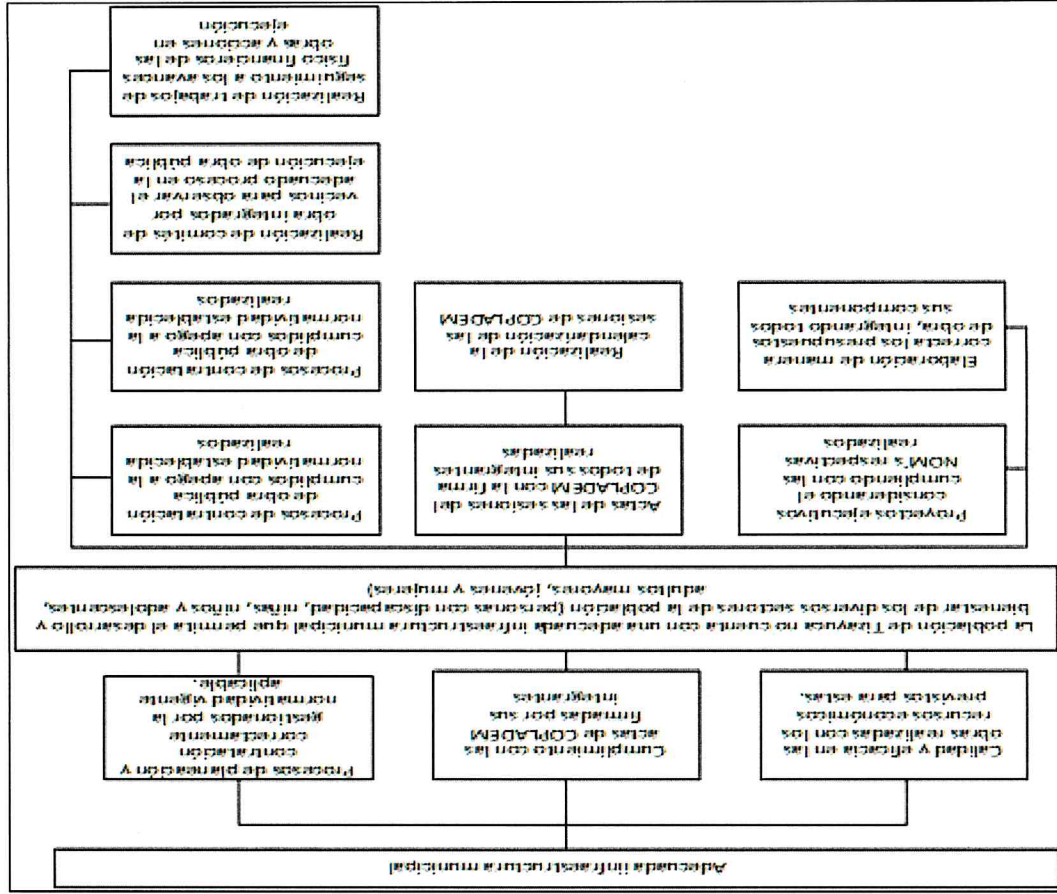 Adecuada iinfraestructura municipal
Calidad y eficacia en las
obras realizadas con los
recursos económicos
previstos para estas.
Cumplimiento con las
actas de COPLADEM
firmadas por sus
integrantes
Procesos de planeación y
contratación
correctamente
gestionados por la
normatividad vigente
aplicable.
La población de Tizayuca no cuenta con una adecuada infraestructura municipal que permita el desarrollo y
bienestar de los diversos sectores de la población (personas con discapacidad, niñas, niños y adolescentes,
adultos mayores, jóvenes y mujeres)
Proyectos ejecutivos
considerando el
cumpliendo con las
NOM's respectivas
realizados
Actas de las sesiones del
COPLADEM con la firma
de todos sus integrantes
realizadas
Procesos de contratación
de obra pública
cumplidos con apego a la
normatividad establecida
realizados
Elaboración de manera
correcta los presupuestos
de obra, integrando todos
sus componentes
Realización de la
calendarización de las
sesiones de COPLADEM
Procesos de contratación
de obra pública
cumplidos con apego a la
normatividad establecida
realizados
Realización de comités de
obra integrados por
vecinos para observar el
adecuado proceso en la
ejecución de obra pública
Realización de trabajos de
seguimiento a los avances
físico financieros de las
obras y acciones en
ejecución